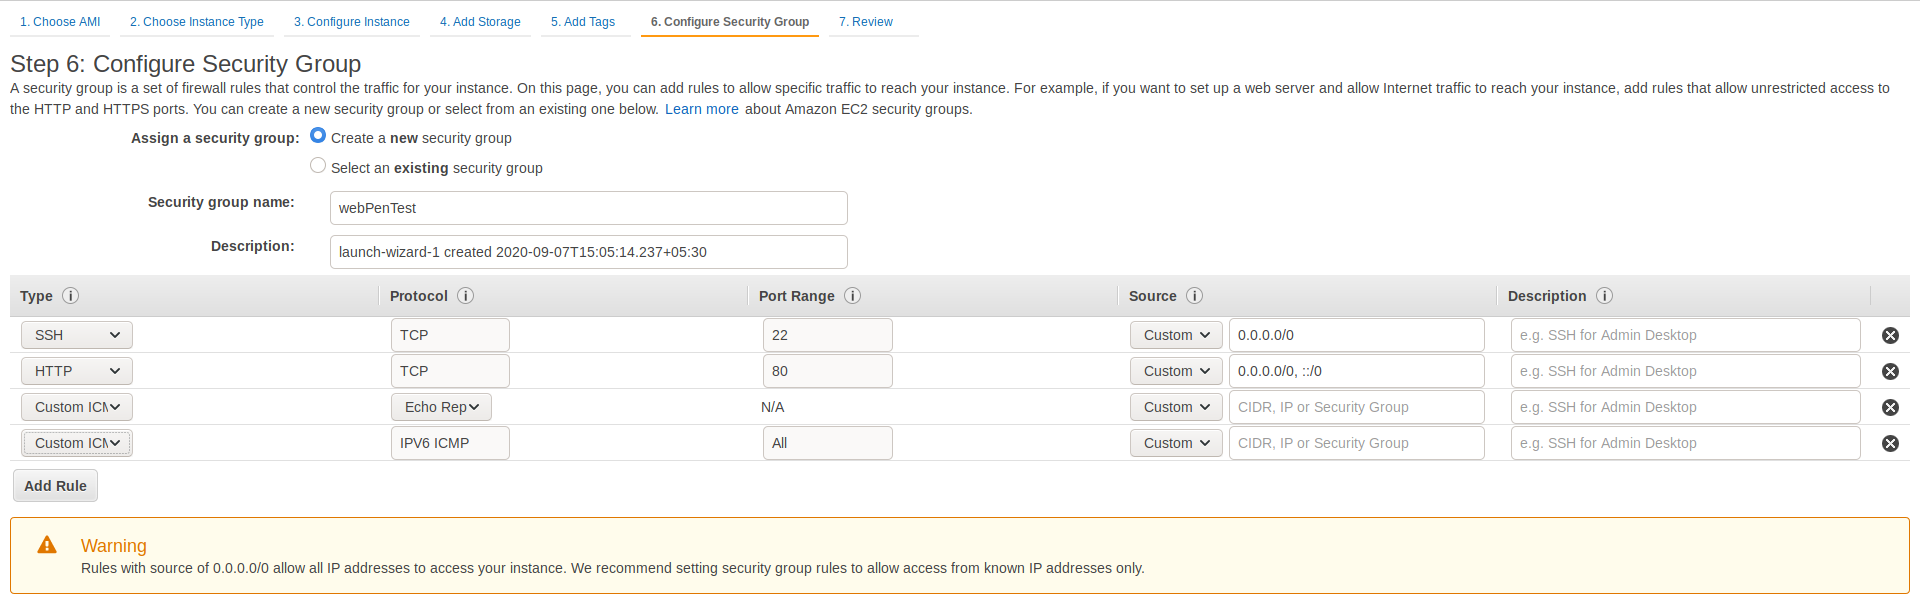 1. Choose AMI 2. Choose Instance Type 3. Configure Instance 4. Add Storage 5. Add Tags 6. Configure Security Group 7. Review
Step 6: Configure Security Group
A security group is a set of firewall rules that control the traffic for your instance. On this page, you can add rules to allow specific traffic to reach your instance. For example, if you want to set up a web server and allow Internet traffic to reach your instance, add rules that allow unrestricted access to
the HTTP and HTTPS ports. You can create a new security group or select from an existing one below. Learn more about Amazon EC2 security groups.
Assign a security group: Create a new security group
Select an existing security group
Security group name: webPenTest
Description: launch-wizard-1 created 2020-09-07T15:05:14.237+05:30
Type i Protocol i Port Range i Source i Description i
SSH TCP 22 Custom 0.0.0.0/0 e.g. SSH for Admin Desktop
HTTP TCP 80 Custom 0.0.0.0/0, ::/0 e.g. SSH for Admin Desktop
Custom ICM Echo Rep N/A Custom CIDR, IP or Security Group e.g. SSH for Admin Desktop
Custom ICM IPV6 ICMP All Custom CIDR, IP or Security Group e.g. SSH for Admin Desktop
Add Rule
Warning
Rules with source of 0.0.0.0/0 allow all IP addresses to access your instance. We recommend setting security group rules to allow access from known IP addresses only.